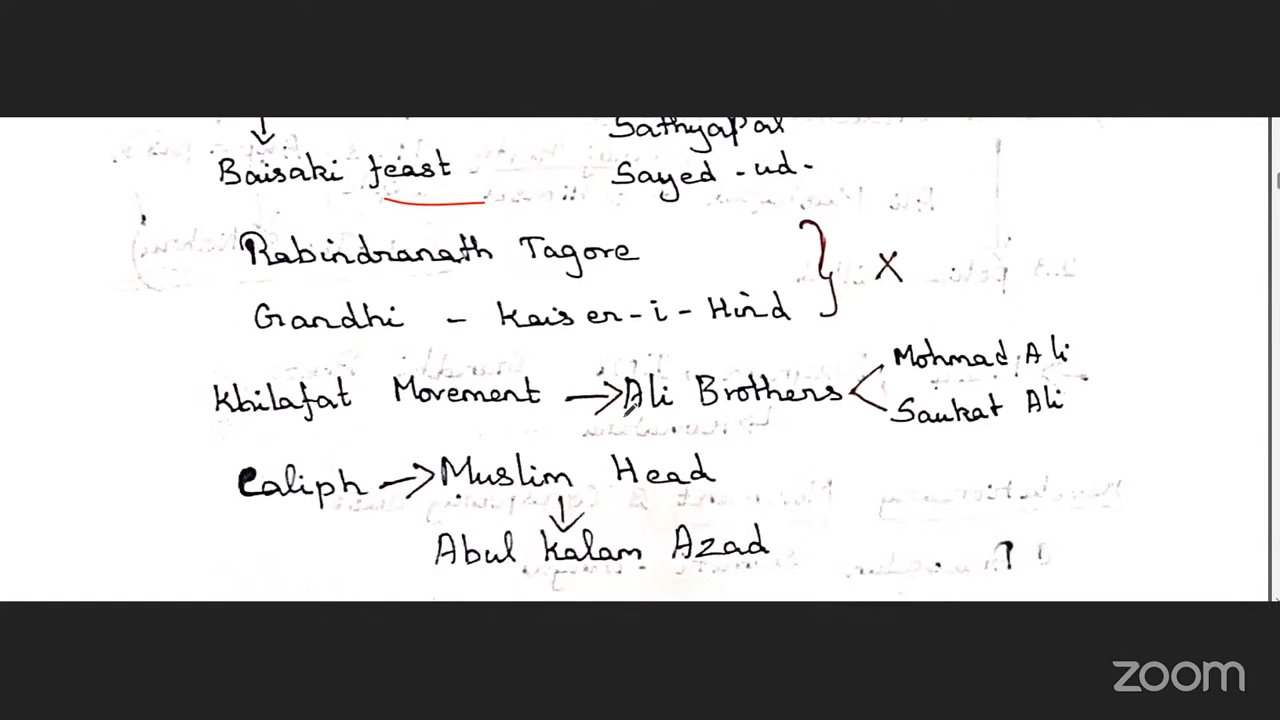 Sathyapal
Baisaki feast
Sayed-ud-
Rabindranath Tagore
Gandhi - Kaiser-i-Hind } X
Khilafat Movement → Ali Brothers < Mohmad Ali
Saukat Ali
Caliph → Muslim Head
Abul Kalam Azad
zoom